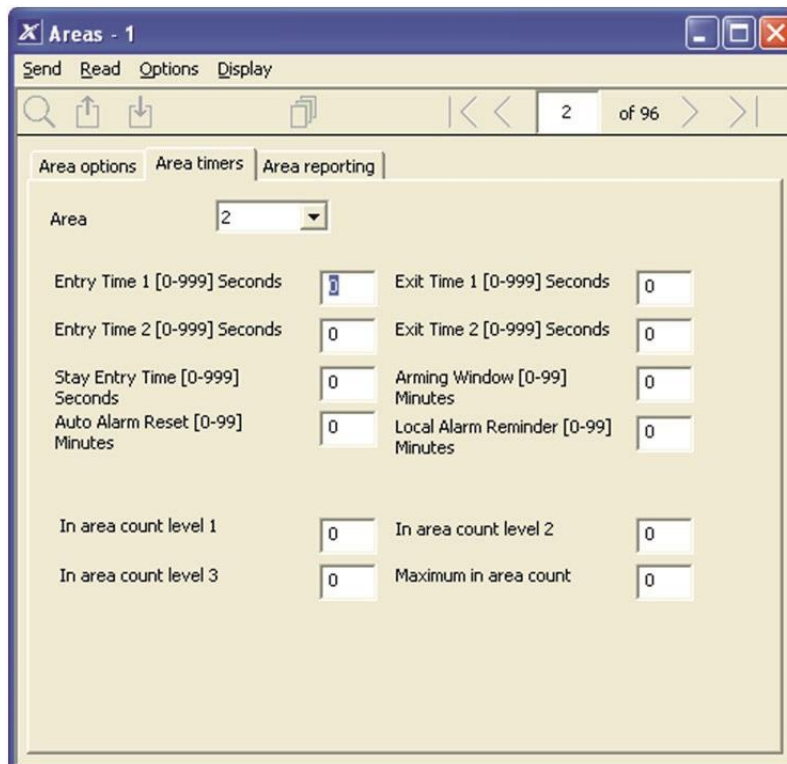 Areas - 1
Send Read Options Display
2 of 96
Area options Area timers Area reporting
Area 2
Entry Time 1 [0-999] Seconds 0 Exit Time 1 [0-999] Seconds 0
Entry Time 2 [0-999] Seconds 0 Exit Time 2 [0-999] Seconds 0
Stay Entry Time [0-999]
Seconds
0
Arming Window [0-99]
Minutes
0
Auto Alarm Reset [0-99]
Minutes
0
Local Alarm Reminder [0-99]
Minutes
0
In area count level 1 0 In area count level 2 0
In area count level 3 0 Maximum in area count 0